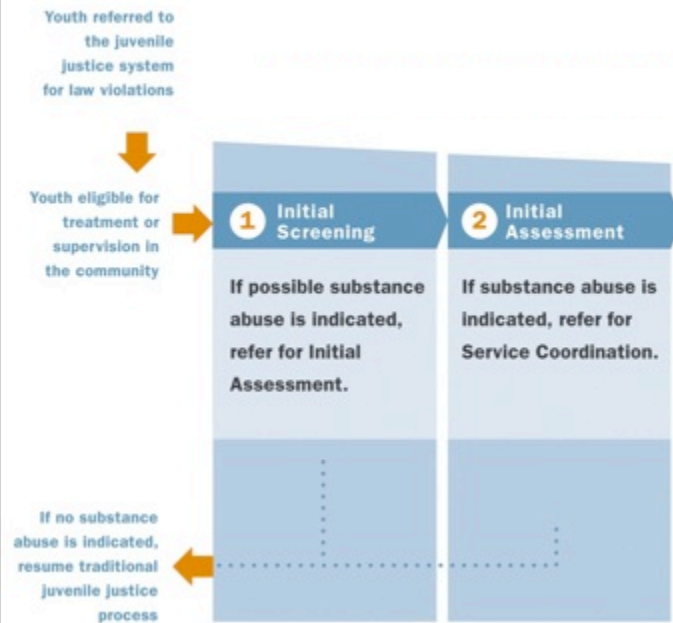 Youth referred to
the juvenile
justice system
for law violations
Youth eligible for
treatment or
supervision in
the community
1 Initial
Screening
If possible substance
abuse is indicated,
refer for Initial
Assessment.
2 Initial
Assessment
If substance abuse is
indicated, refer for
Service Coordination.
If no substance
abuse is indicated,
resume traditional
juvenile justice
process